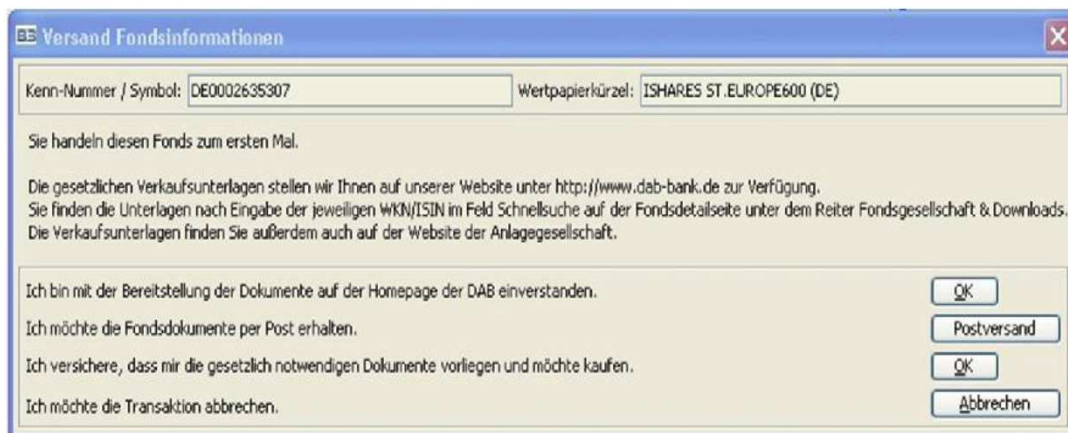 B3 Versand Fondsinformationen
Kenn-Nummer / Symbol: DE0002635307 Wertpapierkürzel: ISHARES ST.EUROPE600 (DE)
Sie handeln diesen Fonds zum ersten Mal.
Die gesetzlichen Verkaufsunterlagen stellen wir Ihnen auf unserer Website unter http://www.dab-bank.de zur Verfügung.
Sie finden die Unterlagen nach Eingabe der jeweiligen WKN/ISIN im Feld Schnellsuche auf der Fondsdetailseite unter dem Reiter Fondsgesellschaft & Downloads.
Die Verkaufsunterlagen finden Sie außerdem auch auf der Website der Anlagegesellschaft.
Ich bin mit der Bereitstellung der Dokumente auf der Homepage der DAB einverstanden. OK
Ich möchte die Fondsdokumente per Post erhalten. Postversand
Ich versichere, dass mir die gesetzlich notwendigen Dokumente vorliegen und möchte kaufen. OK
Ich möchte die Transaktion abbrechen. Abbrechen